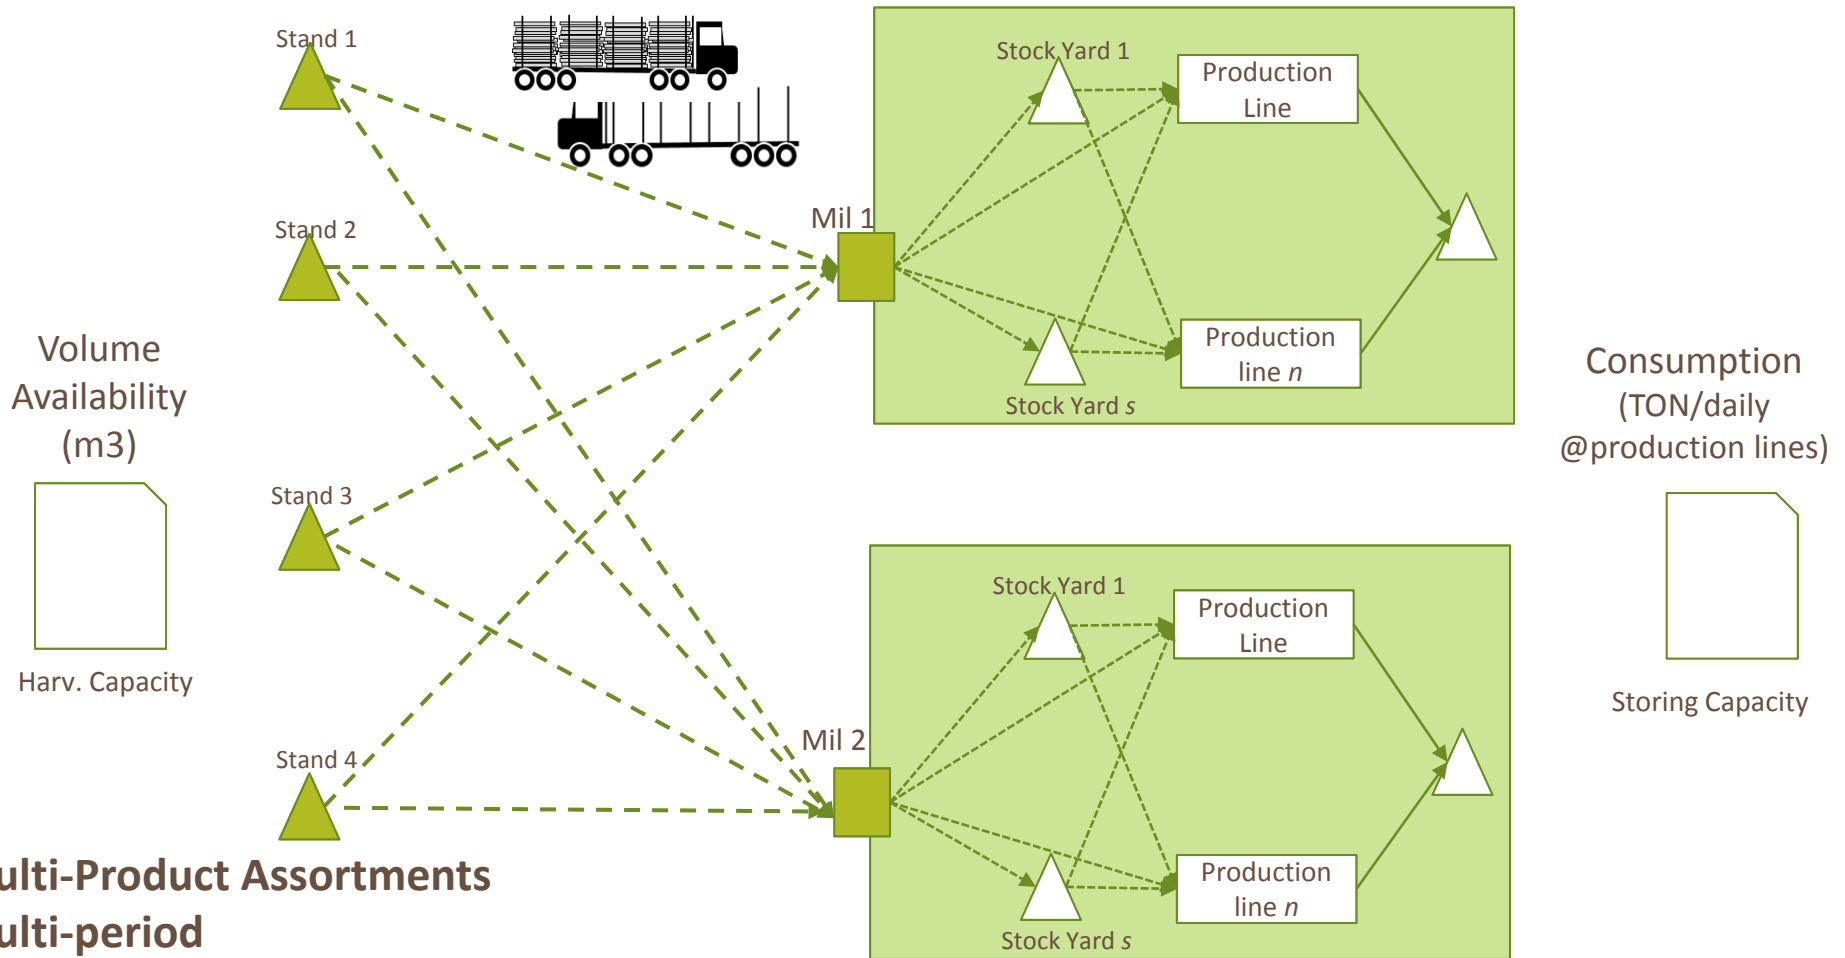 Stand 1
Stand 2
Stand 3
Stand 4
Volume
Availability
(m3)
Harv. Capacity
Mil 1
Stock Yard 1
Production
Line
Production
line n
Stock Yard s
Mil 2
Stock Yard 1
Production
Line
Production
line n
Stock Yard s
Consumption
(TON/daily
@production lines)
Storing Capacity
ulti-Product Assortments
ulti-period